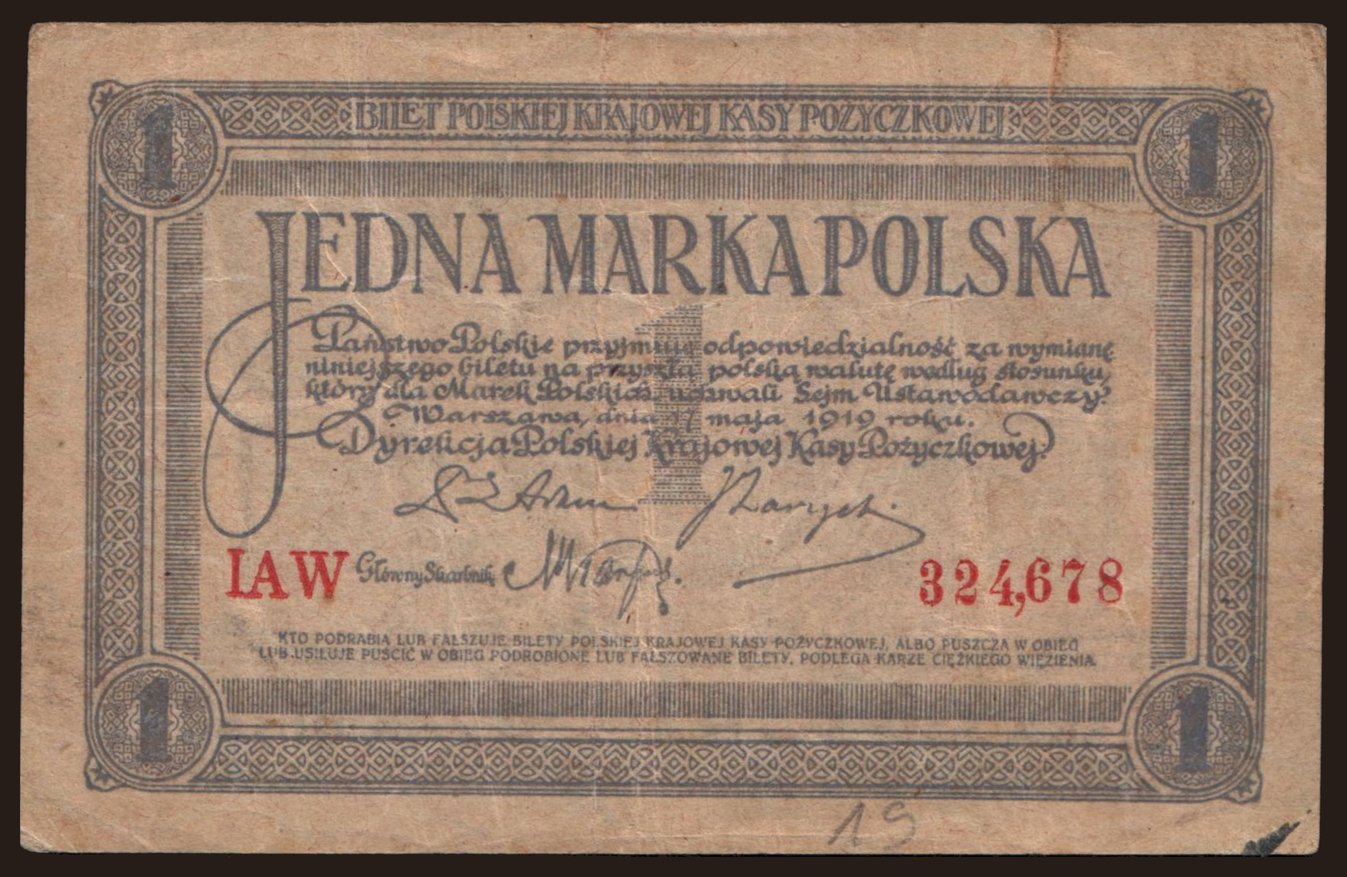 BILET POLSKIEJ KRAJOWEJ KASY POŻYCZKOWEJ
1 1
JEDNA MARKA POLSKA
1
Państwo Polskie przyjmuje odpowiedzialność za wymianę
niniejszego biletu na przyszłą polską walutę według stosunku,
który dla Marek Polskich uchwali Sejm Ustawodawczy.
Warszawa, dnia 17 maja 1919 roku.
Dyrekcja Polskiej Krajowej Kasy Pożyczkowej
IAW Główny Skarbnik 324,678
KTO PODRABIA LUB FAŁSZUJE BILETY POLSKIEJ KRAJOWEJ KASY POŻYCZKOWEJ, ALBO PUSZCZA W OBIEG
LUB USIŁUJE PUŚCIĆ W OBIEG PODROBIONE LUB FAŁSZOWANE BILETY, PODLEGA KARZE CIĘŻKIEGO WIĘZIENIA.
1 1